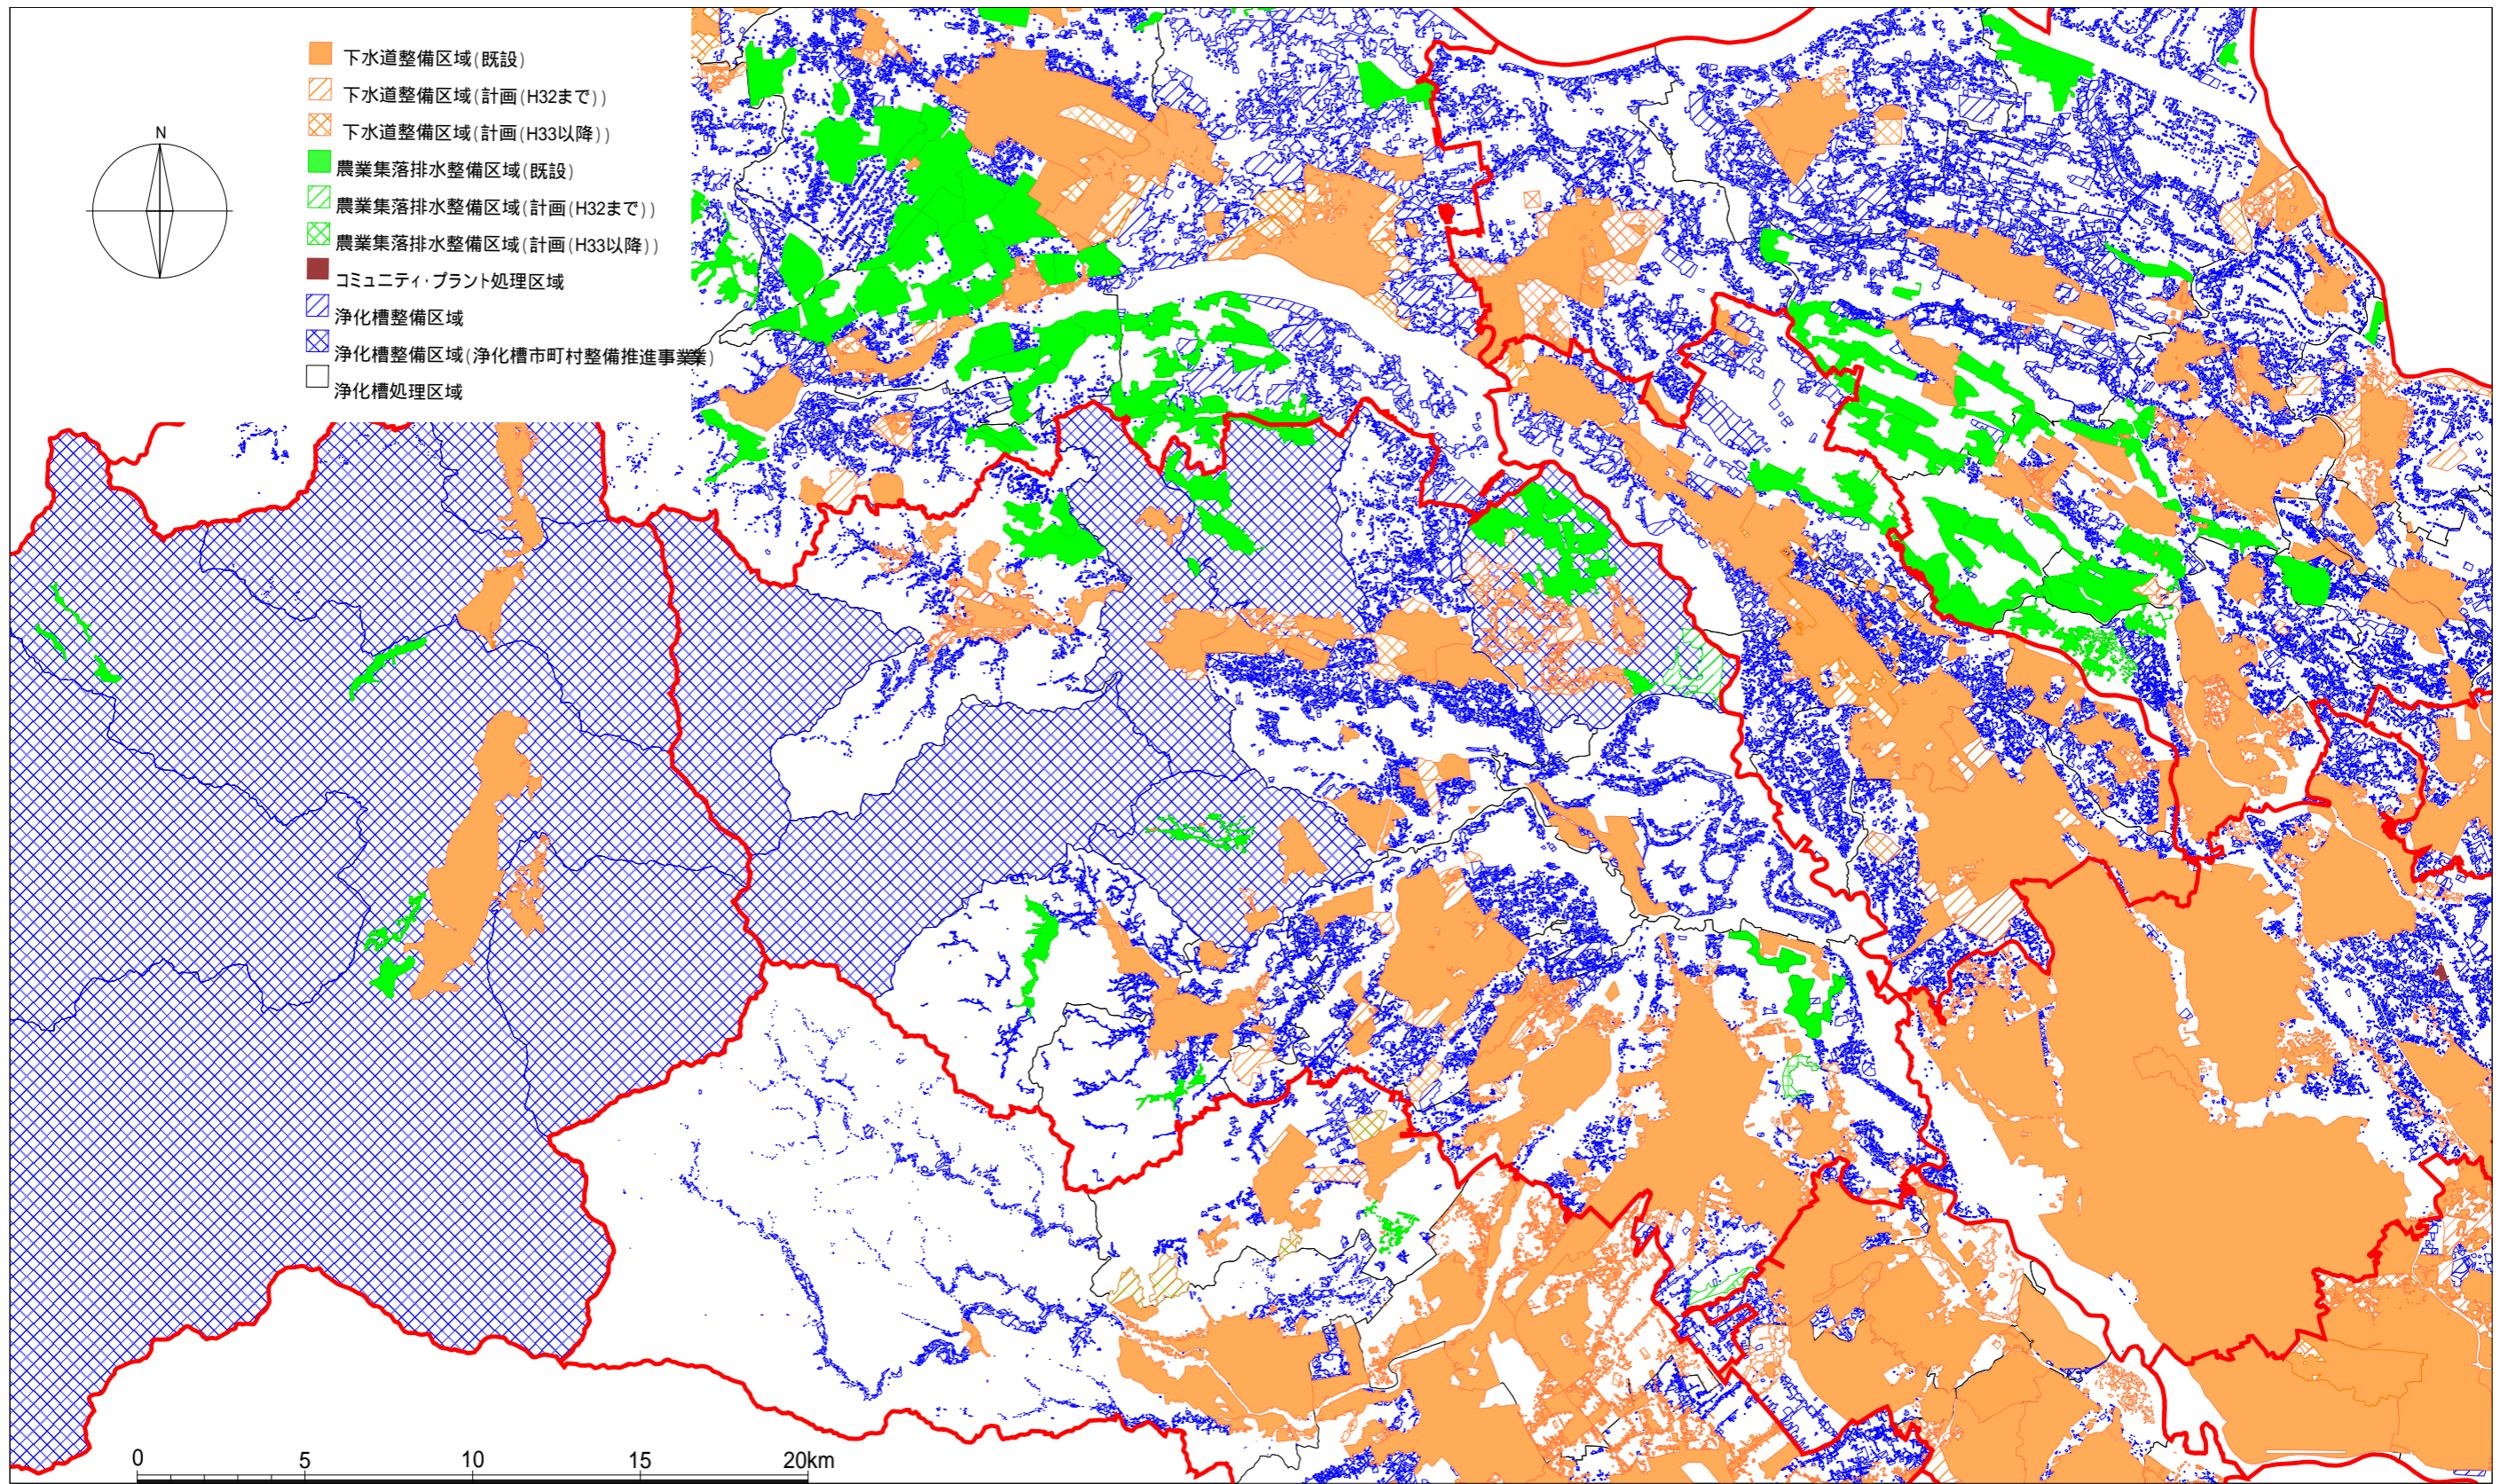 下水道整備区域(既設)
下水道整備区域(計画(H32まで))
下水道整備区域(計画(H33以降))
農業集落排水整備区域(既設)
農業集落排水整備区域(計画(H32まで))
農業集落排水整備区域(計画(H33以降))
コミュニティ・プラント処理区域
浄化槽整備区域
浄化槽整備区域(浄化槽市町村整備推進事業業)
浄化槽処理区域
N
0 5 10 15 20km